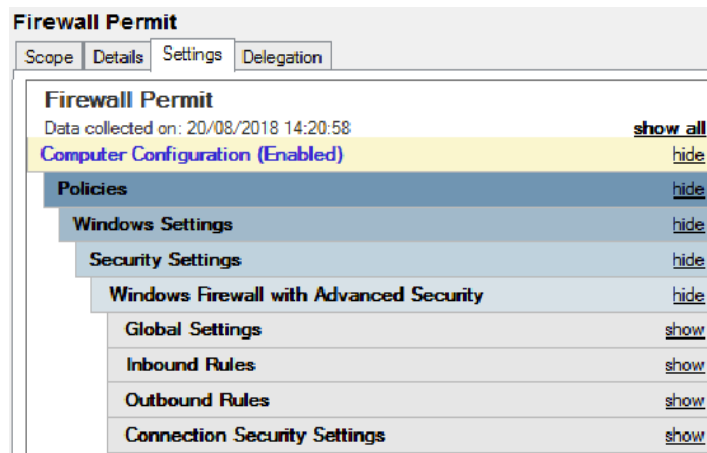 Firewall Permit
Scope Details Settings Delegation
Firewall Permit
Data collected on: 20/08/2018 14:20:58 show all
Computer Configuration (Enabled) hide
Policies hide
Windows Settings hide
Security Settings hide
Windows Firewall with Advanced Security hide
Global Settings show
Inbound Rules show
Outbound Rules show
Connection Security Settings show